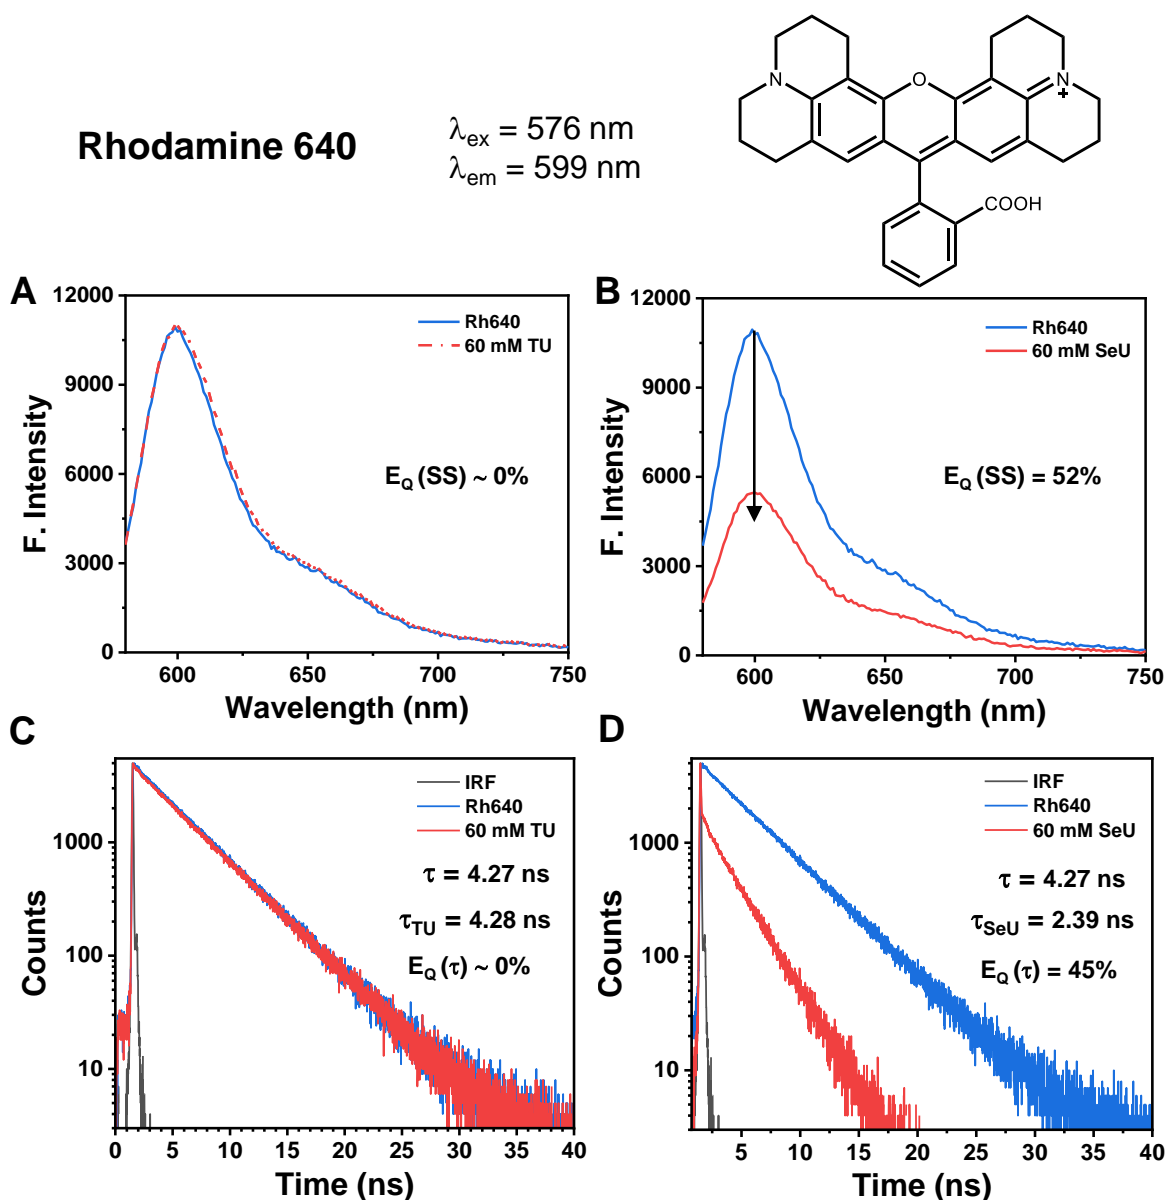 Rhodamine 640
λex = 576 nm
λem = 599 nm
N
O
N
+
COOH
A
12000
9000
6000
3000
0
F. Intensity
Rh640
60 mM TU
EQ (SS) ~ 0%
600
650
700
750
Wavelength (nm)
B
12000
9000
6000
3000
0
F. Intensity
Rh640
60 mM SeU
EQ (SS) = 52%
600
650
700
750
Wavelength (nm)
C
1000
100
10
Counts
IRF
Rh640
60 mM TU
τ = 4.27 ns
τTU = 4.28 ns
EQ (τ) ~ 0%
0
5
10
15
20
25
30
35
40
Time (ns)
D
1000
100
10
Counts
IRF
Rh640
60 mM SeU
τ = 4.27 ns
τSeU = 2.39 ns
EQ (τ) = 45%
5
10
15
20
25
30
35
40
Time (ns)